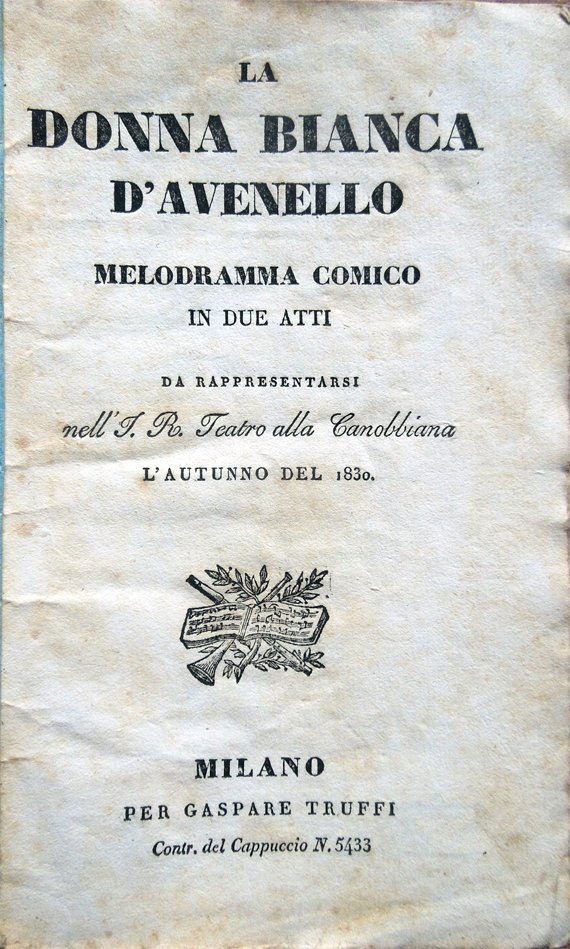 LA
DONNA BIANCA
D'AVENELLO
MELODRAMMA COMICO
IN DUE ATTI
DA RAPPRESENTARSI
nell'I. R. Teatro alla Canobbiana
L'AUTUNNO DEL 1830.
MILANO
PER GASPARE TRUFFI
Contr. del Cappuccio N. 5433